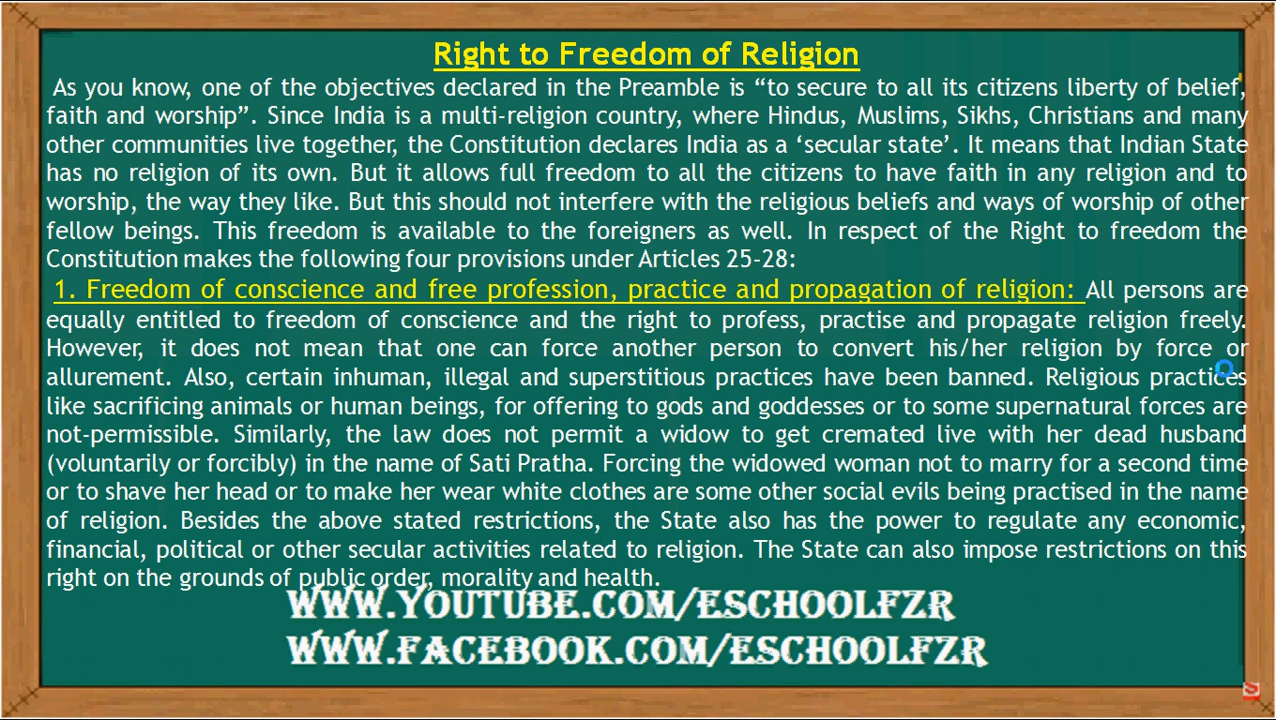 Right to Freedom of Religion
As you know, one of the objectives declared in the Preamble is “to secure to all its citizens liberty of belief,
faith and worship”. Since India is a multi-religion country, where Hindus, Muslims, Sikhs, Christians and many
other communities live together, the Constitution declares India as a ‘secular state’. It means that Indian State
has no religion of its own. But it allows full freedom to all the citizens to have faith in any religion and to
worship, the way they like. But this should not interfere with the religious beliefs and ways of worship of other
fellow beings. This freedom is available to the foreigners as well. In respect of the Right to freedom the
Constitution makes the following four provisions under Articles 25-28:
1. Freedom of conscience and free profession, practice and propagation of religion: All persons are
equally entitled to freedom of conscience and the right to profess, practise and propagate religion freely.
However, it does not mean that one can force another person to convert his/her religion by force or
allurement. Also, certain inhuman, illegal and superstitious practices have been banned. Religious practices
like sacrificing animals or human beings, for offering to gods and goddesses or to some supernatural forces are
not-permissible. Similarly, the law does not permit a widow to get cremated live with her dead husband
(voluntarily or forcibly) in the name of Sati Pratha. Forcing the widowed woman not to marry for a second time
or to shave her head or to make her wear white clothes are some other social evils being practised in the name
of religion. Besides the above stated restrictions, the State also has the power to regulate any economic,
financial, political or other secular activities related to religion. The State can also impose restrictions on this
right on the grounds of public order, morality and health.
WWW.YOUTUBE.COM/ESCHOOLFZR
WWW.FACEBOOK.COM/ESCHOOLFZR